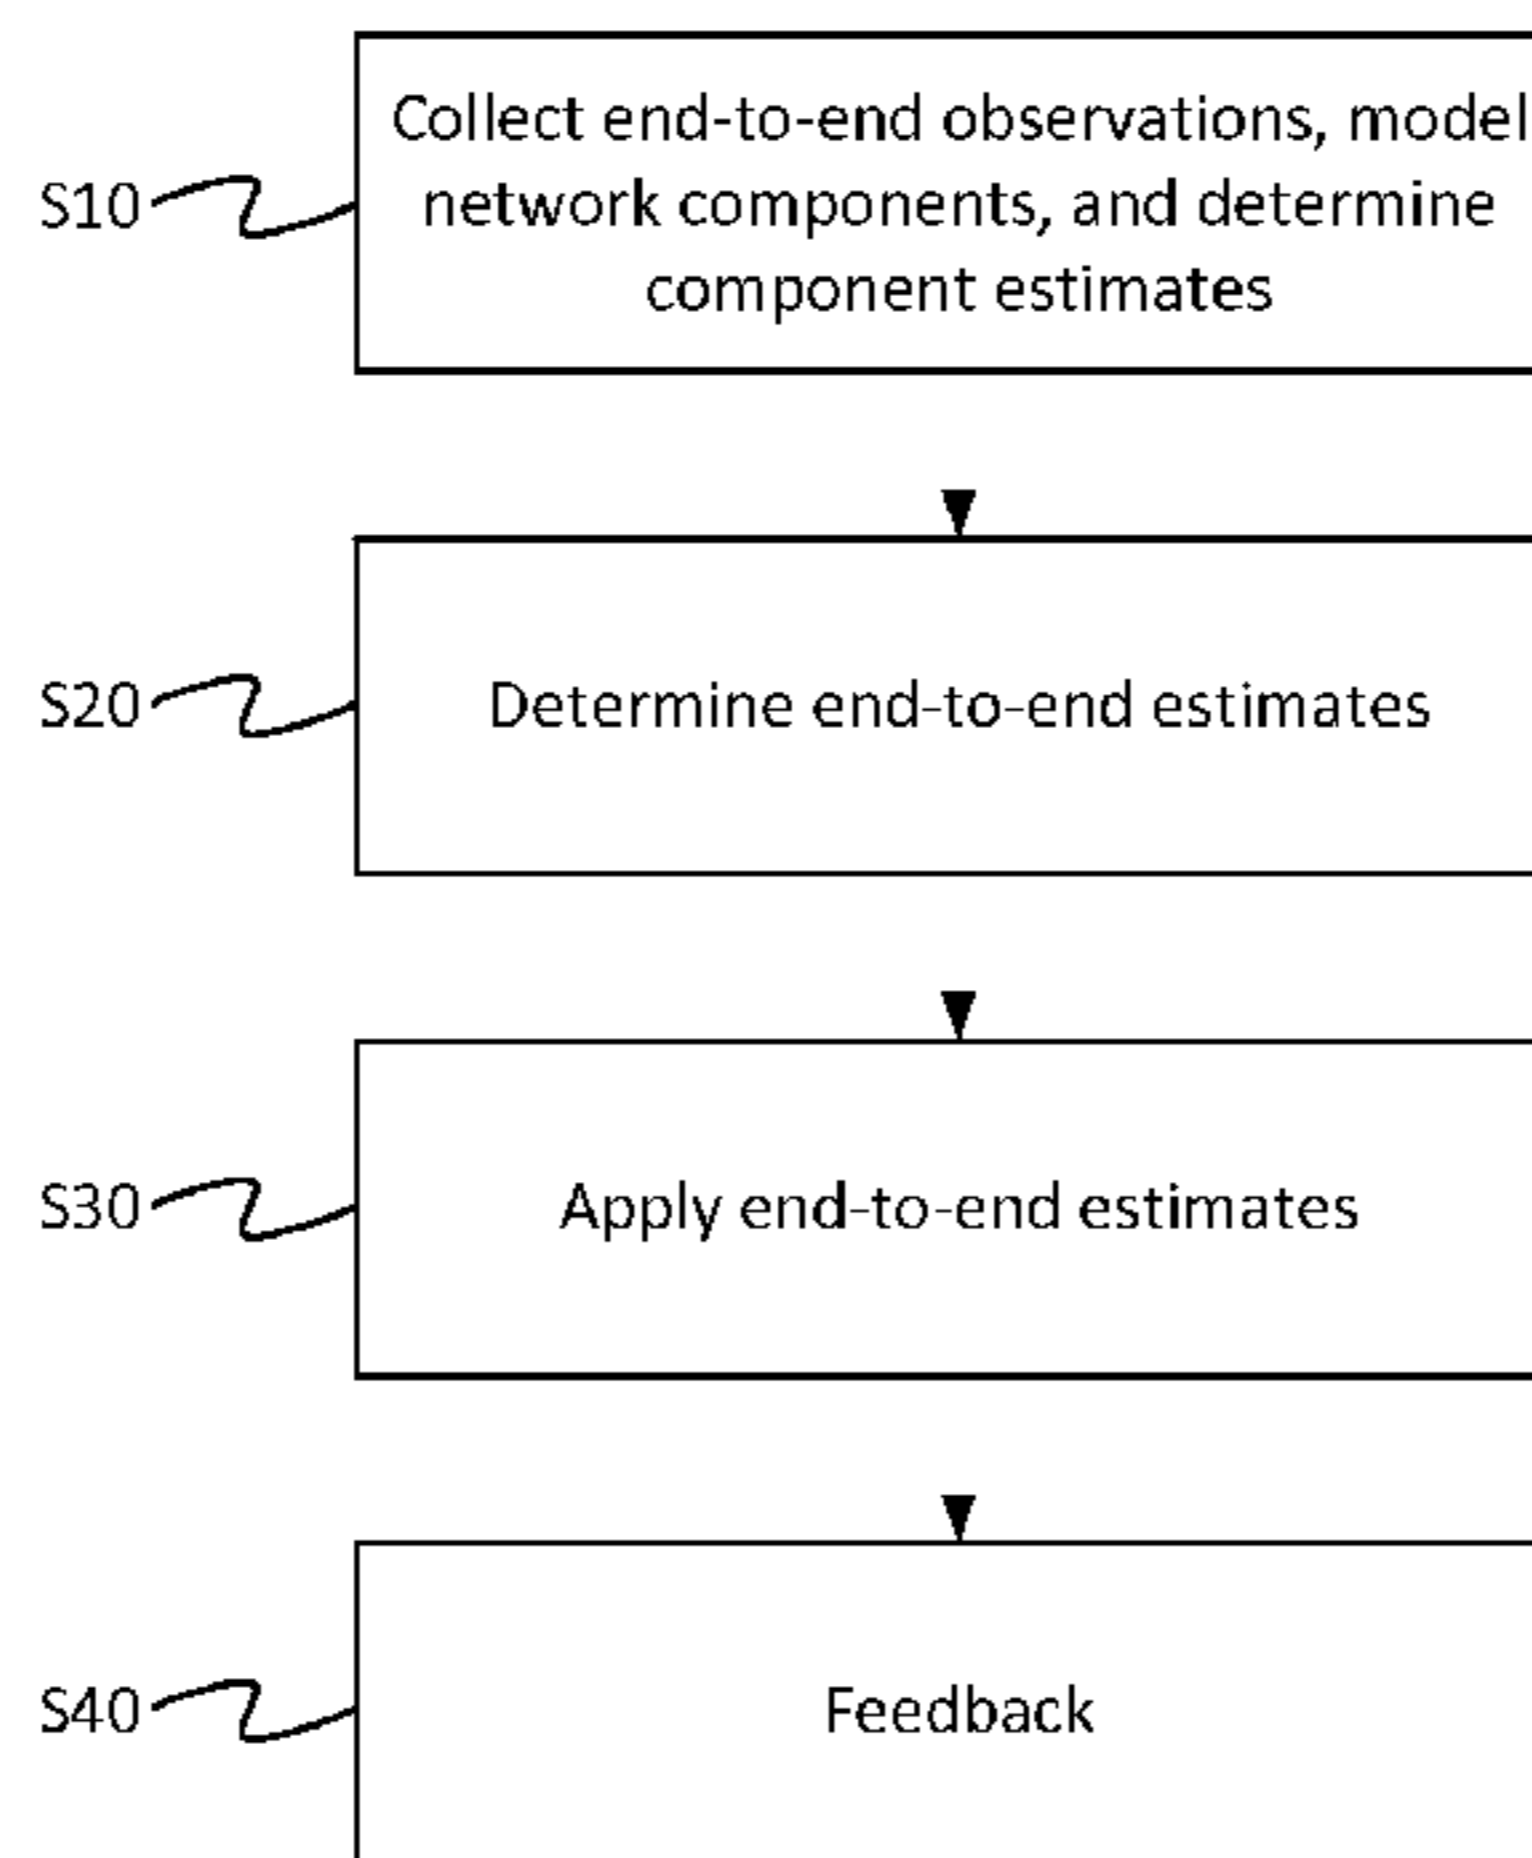 Collect end-to-end observations, model
S10
network components, and determine
component estimates
S20
Determine end-to-end estimates
S30
Apply end-to-end estimates
S40
Feedback